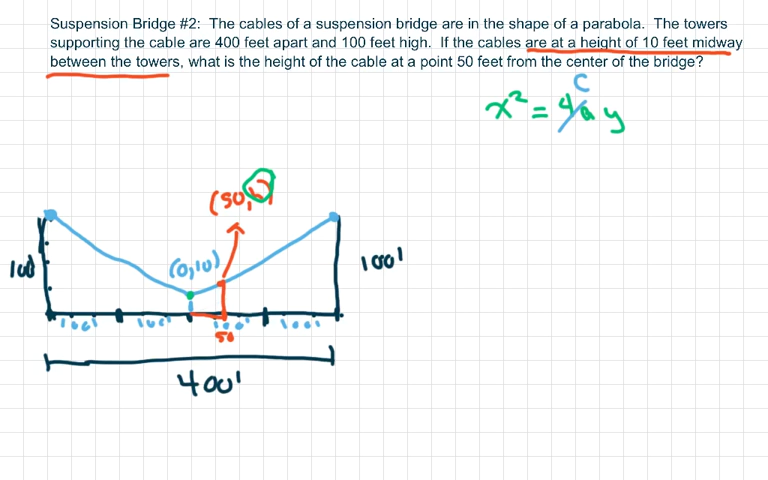 Suspension Bridge #2: The cables of a suspension bridge are in the shape of a parabola. The towers
supporting the cable are 400 feet apart and 100 feet high. If the cables are at a height of 10 feet midway
between the towers, what is the height of the cable at a point 50 feet from the center of the bridge?
C
x² = 4a y
(50,
(0,10)
100
100'
100' 100' 100' 100'
50
400'